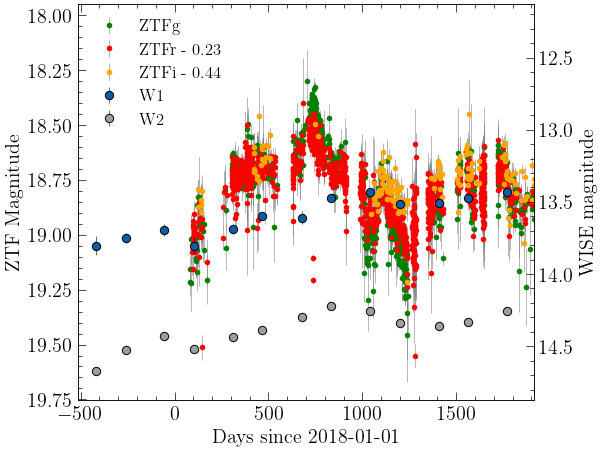 ZTFg
ZTFr - 0.23
ZTFi - 0.44
W1
W2
ZTF Magnitude
18.00
18.25
18.50
18.75
19.00
19.25
19.50
19.75
WISE magnitude
12.5
13.0
13.5
14.0
14.5
−500
0
500
1000
1500
Days since 2018-01-01